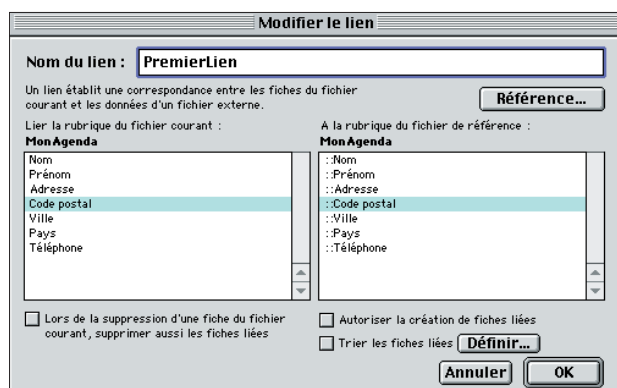 Modifier le lien
Nom du lien : PremierLien
Un lien établit une correspondance entre les fiches du fichier
courant et les données d'un fichier externe.
Référence...
Lier la rubrique du fichier courant :
MonAgenda
Nom
Prénom
Adresse
Code postal
Ville
Pays
Téléphone
A la rubrique du fichier de référence :
MonAgenda
::Nom
::Prénom
::Adresse
::Code postal
::Ville
::Pays
::Téléphone
Lors de la suppression d'une fiche du fichier
courant, supprimer aussi les fiches liées
Autoriser la création de fiches liées
Trier les fiches liées Définir...
Annuler OK